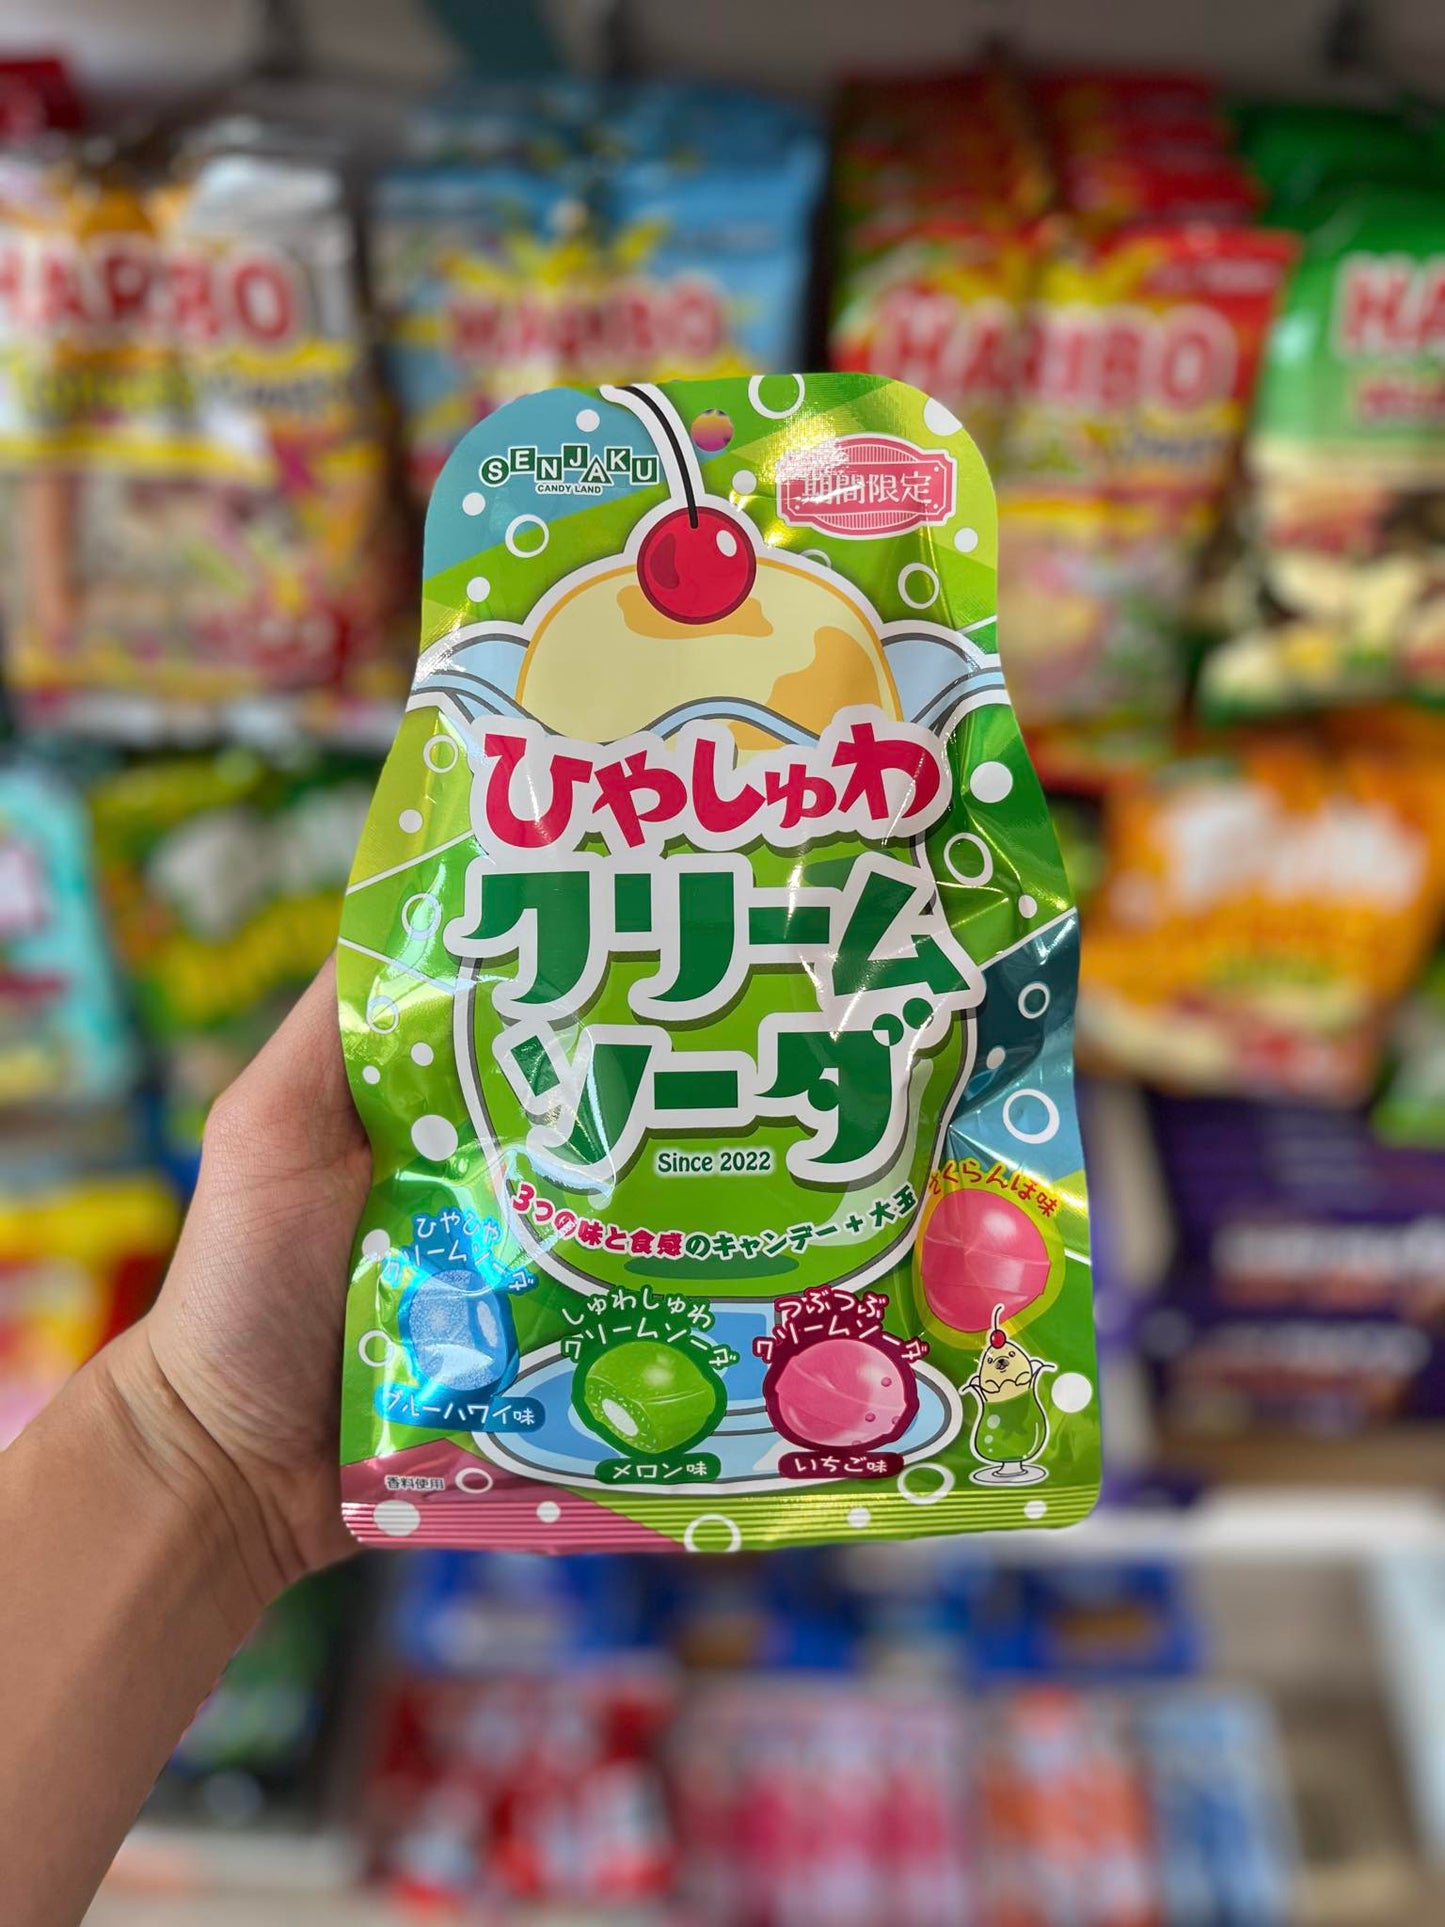 HARIBO
HARIBO
HARIBO
SENJAKU
CANDY LAND
期間限定
ひやしゅわ
クリーム
ソーダ
Since 2022
3つの味と食感のキャンデー+大玉
さくらんぼ味
ひやひや
クリームソーダ
ブルーハワイ味
しゅわしゅわ
クリームソーダ
メロン味
つぶつぶ
クリームソーダ
いちご味
香料使用